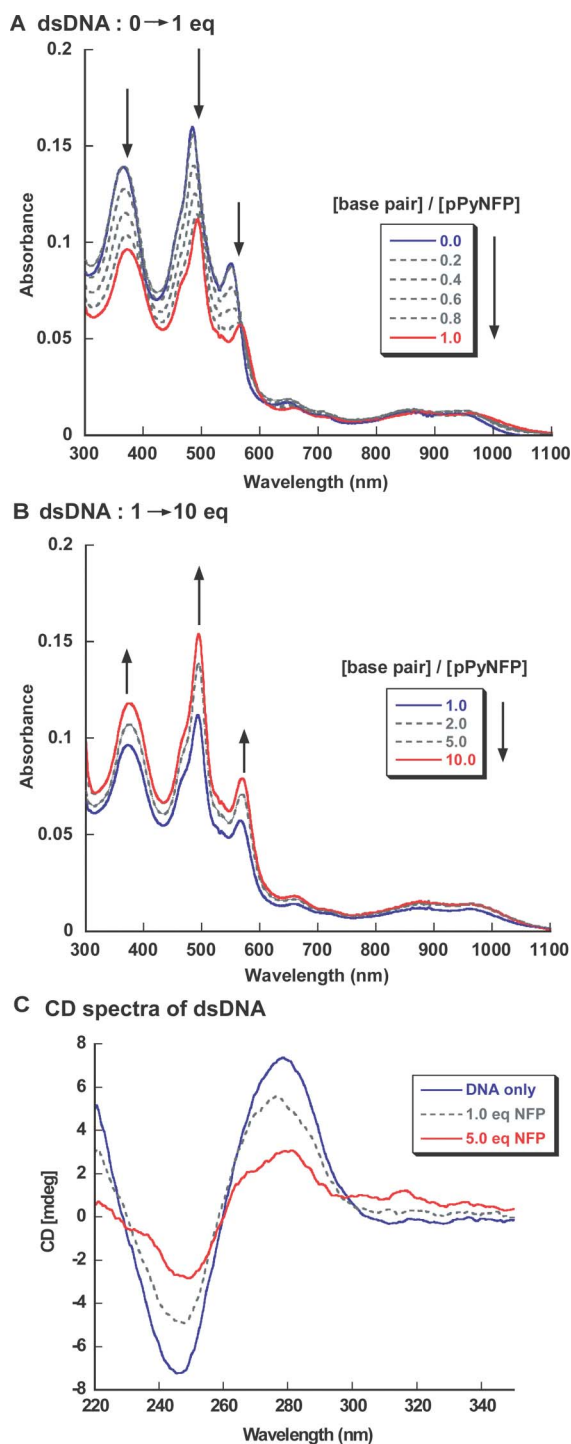 A dsDNA : 0→1 eq
0.2
0.15
0.1
0.05
0
Absorbance
[base pair] / [pPyNFP]
0.0
0.2
0.4
0.6
0.8
1.0
300 400 500 600 700 800 900 1000 1100
Wavelength (nm)
B dsDNA : 1→10 eq
0.2
0.15
0.1
0.05
0
Absorbance
[base pair] / [pPyNFP]
1.0
2.0
5.0
10.0
300 400 500 600 700 800 900 1000 1100
Wavelength (nm)
C CD spectra of dsDNA
8
6
4
2
0
-2
-4
-6
-8
CD [mdeg]
DNA only
1.0 eq NFP
5.0 eq NFP
220 240 260 280 300 320 340
Wavelength (nm)